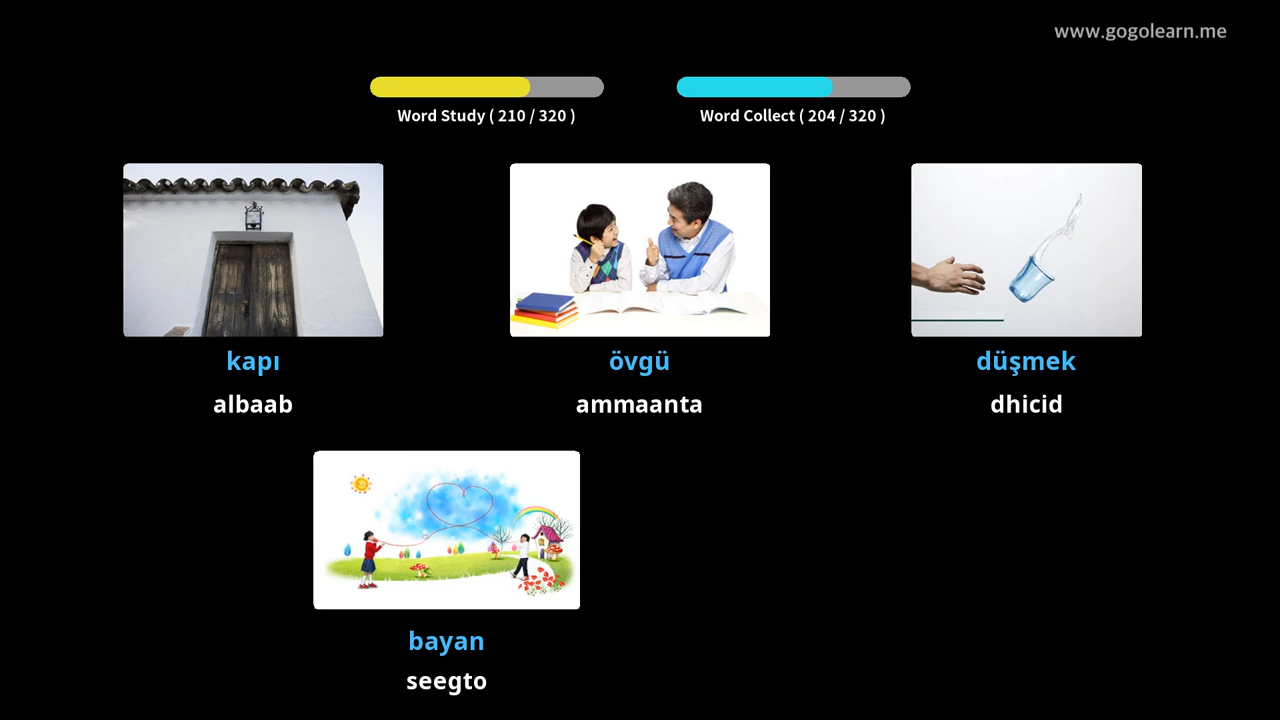 www.gogolearn.me
Word Study ( 210 / 320 )
Word Collect ( 204 / 320 )
kapı
albaab
övgü
ammaanta
düşmek
dhicid
bayan
seegto